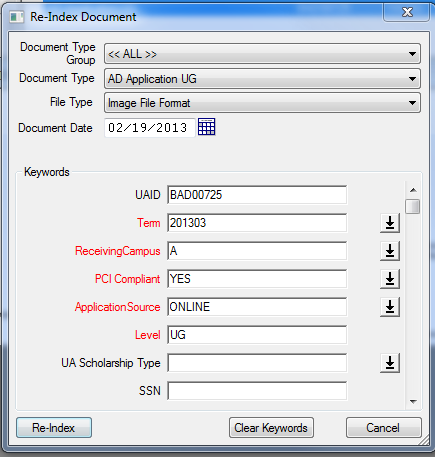 Re-Index Document
Document Type Group << ALL >>
Document Type AD Application UG
File Type Image File Format
Document Date 02/19/2013
Keywords
UAID BAD00725
Term 201303
ReceivingCampus A
PCI Compliant YES
ApplicationSource ONLINE
Level UG
UA Scholarship Type
SSN
Re-Index Clear Keywords Cancel